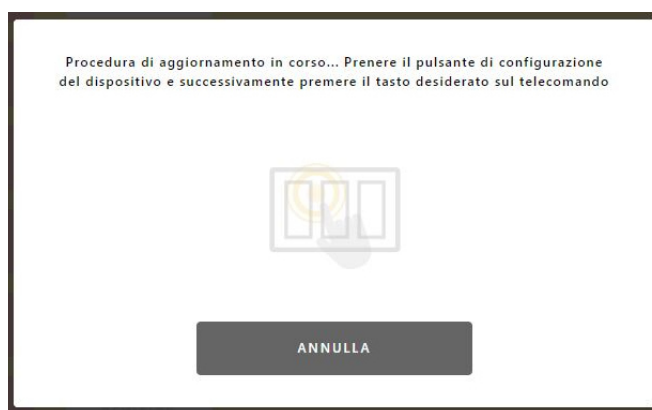 Procedura di aggiornamento in corso... Prenere il pulsante di configurazione
del dispositivo e successivamente premere il tasto desiderato sul telecomando
ANNULLA